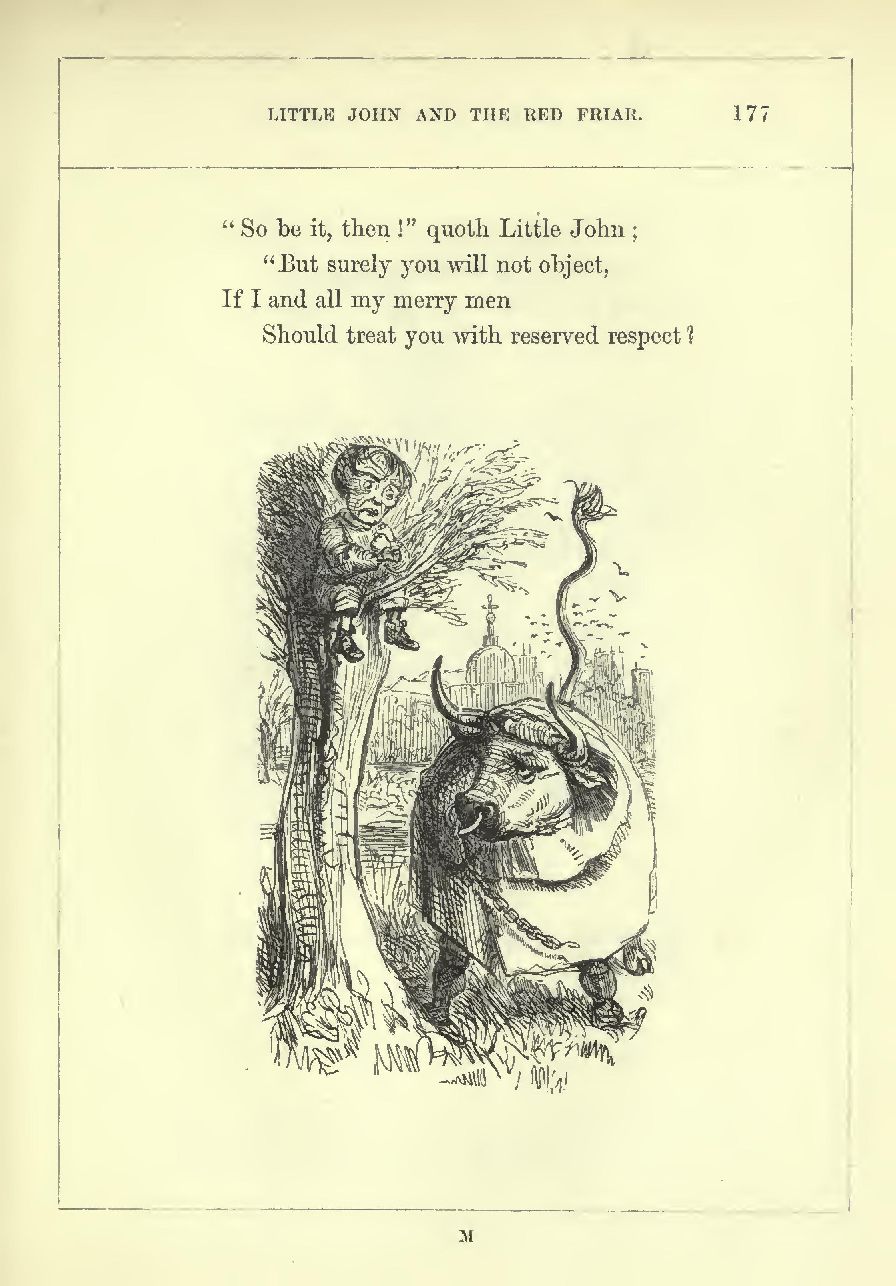 LITTLE JOHN AND THE RED FRIAR. 177
“So be it, then!” quoth Little John;
“But surely you will not object,
If I and all my merry men
Should treat you with reserved respect?
M